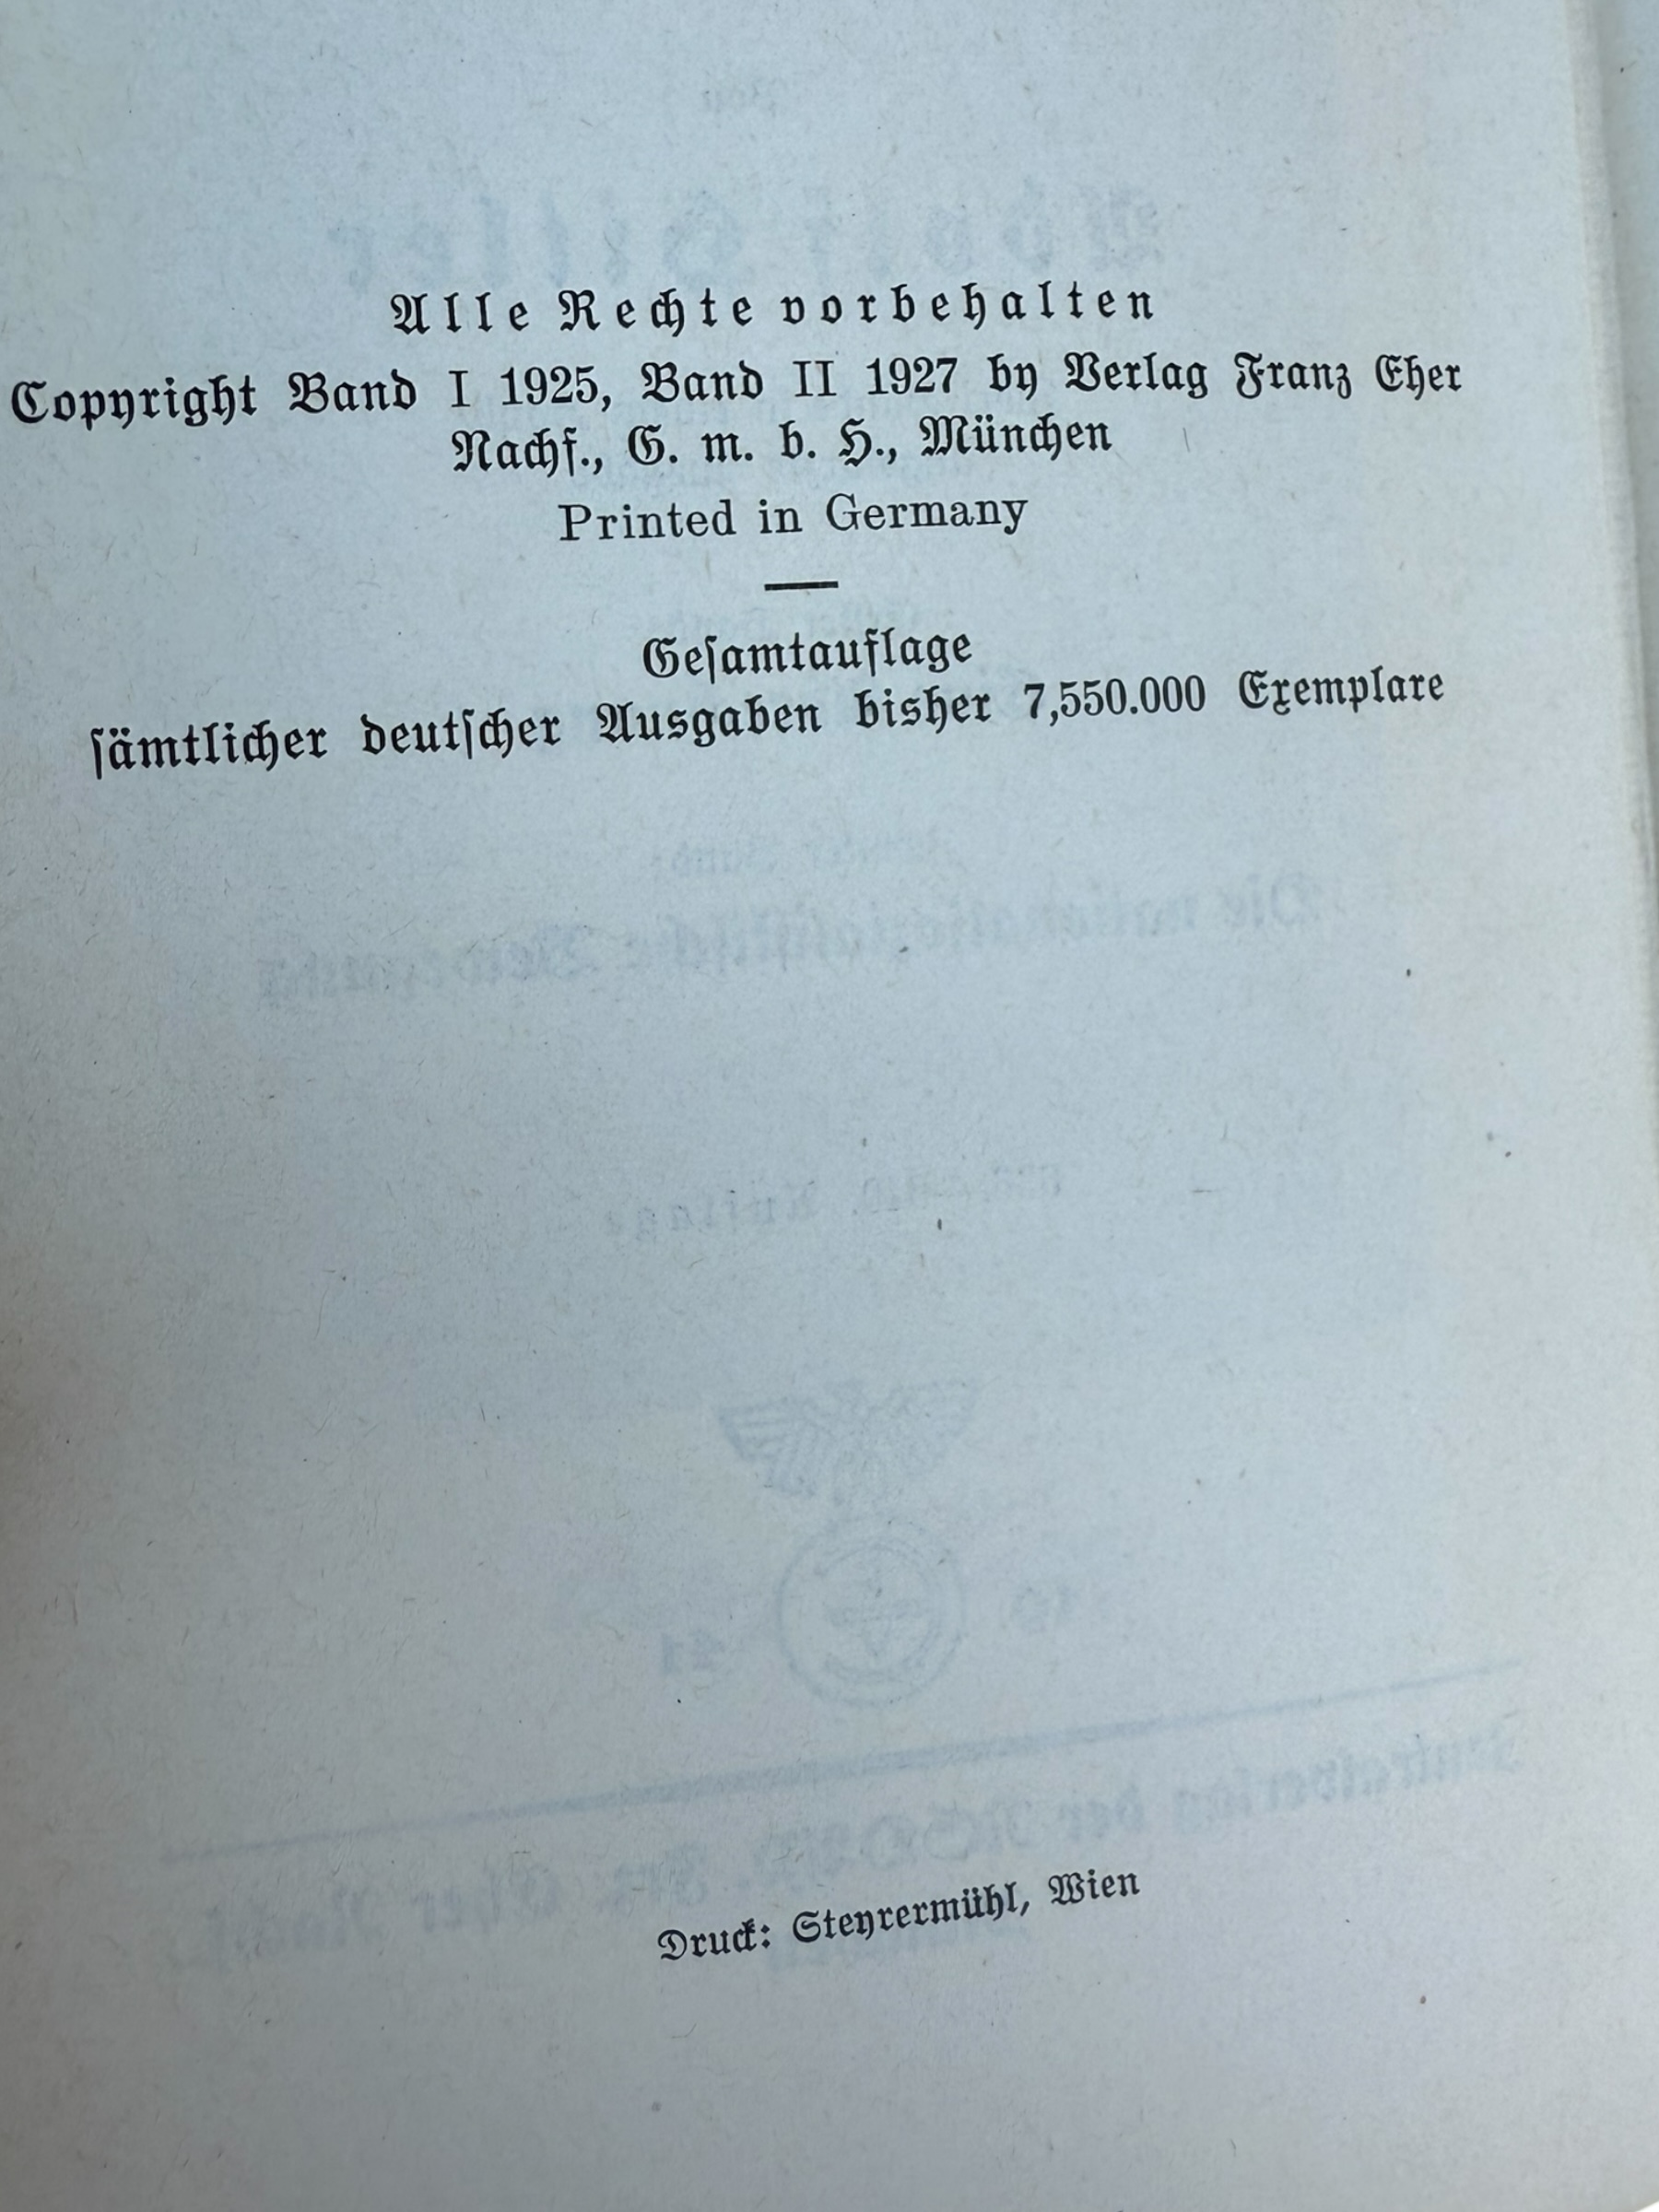 Alle Rechte vorbehalten
Copyright Band I 1925, Band II 1927 by Verlag Franz Eher
Nachf., G. m. b. H., München
Printed in Germany
Geſamtauflage
ſämtlicher deutſcher Ausgaben bisher 7,550.000 Exemplare
Druck: Steyrermühl, Wien